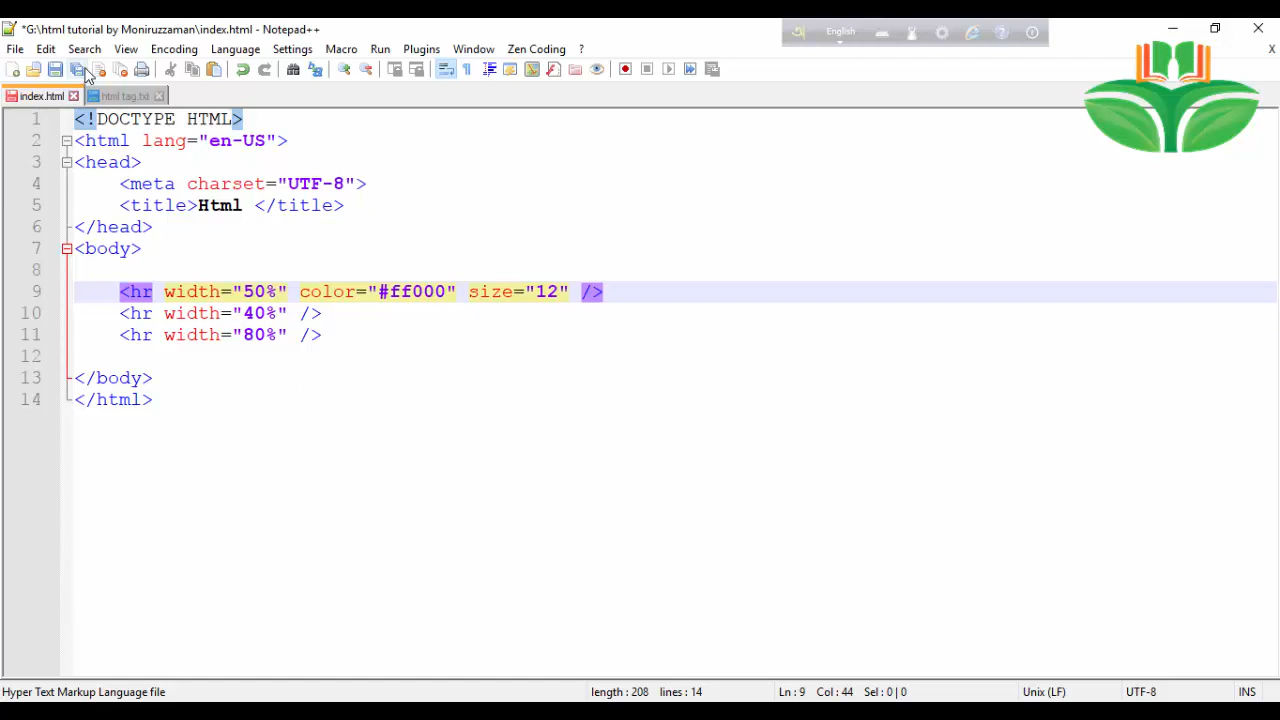 *G:\html tutorial by Moniruzzaman\index.html - Notepad++
English
File Edit Search View Encoding Language Settings Macro Run Plugins Window Zen Coding ? X
index.html html tag.txt
1 <!DOCTYPE HTML>
2 <html lang="en-US">
3 <head>
4 <meta charset="UTF-8">
5 <title>Html </title>
6 </head>
7 <body>
8
9 <hr width="50%" color="#ff000" size="12" />
10 <hr width="40%" />
11 <hr width="80%" />
12
13 </body>
14 </html>
Hyper Text Markup Language file length : 208 lines : 14 Ln : 9 Col : 44 Sel : 0 | 0 Unix (LF) UTF-8 INS